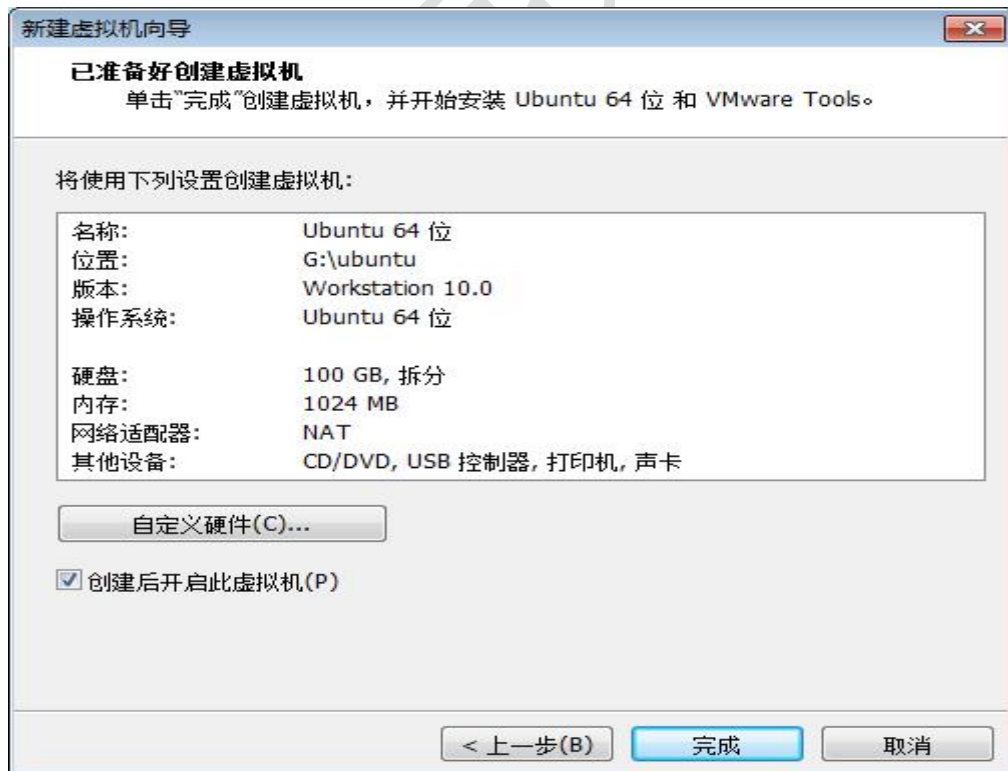 新建虚拟机向导
已准备好创建虚拟机
单击"完成"创建虚拟机，并开始安装 Ubuntu 64 位 和 VMware Tools。
将使用下列设置创建虚拟机：
名称: Ubuntu 64 位
位置: G:\ubuntu
版本: Workstation 10.0
操作系统: Ubuntu 64 位
硬盘: 100 GB, 拆分
内存: 1024 MB
网络适配器: NAT
其他设备: CD/DVD, USB 控制器, 打印机, 声卡
自定义硬件(C)...
创建后开启此虚拟机(P)
< 上一步(B) 完成 取消